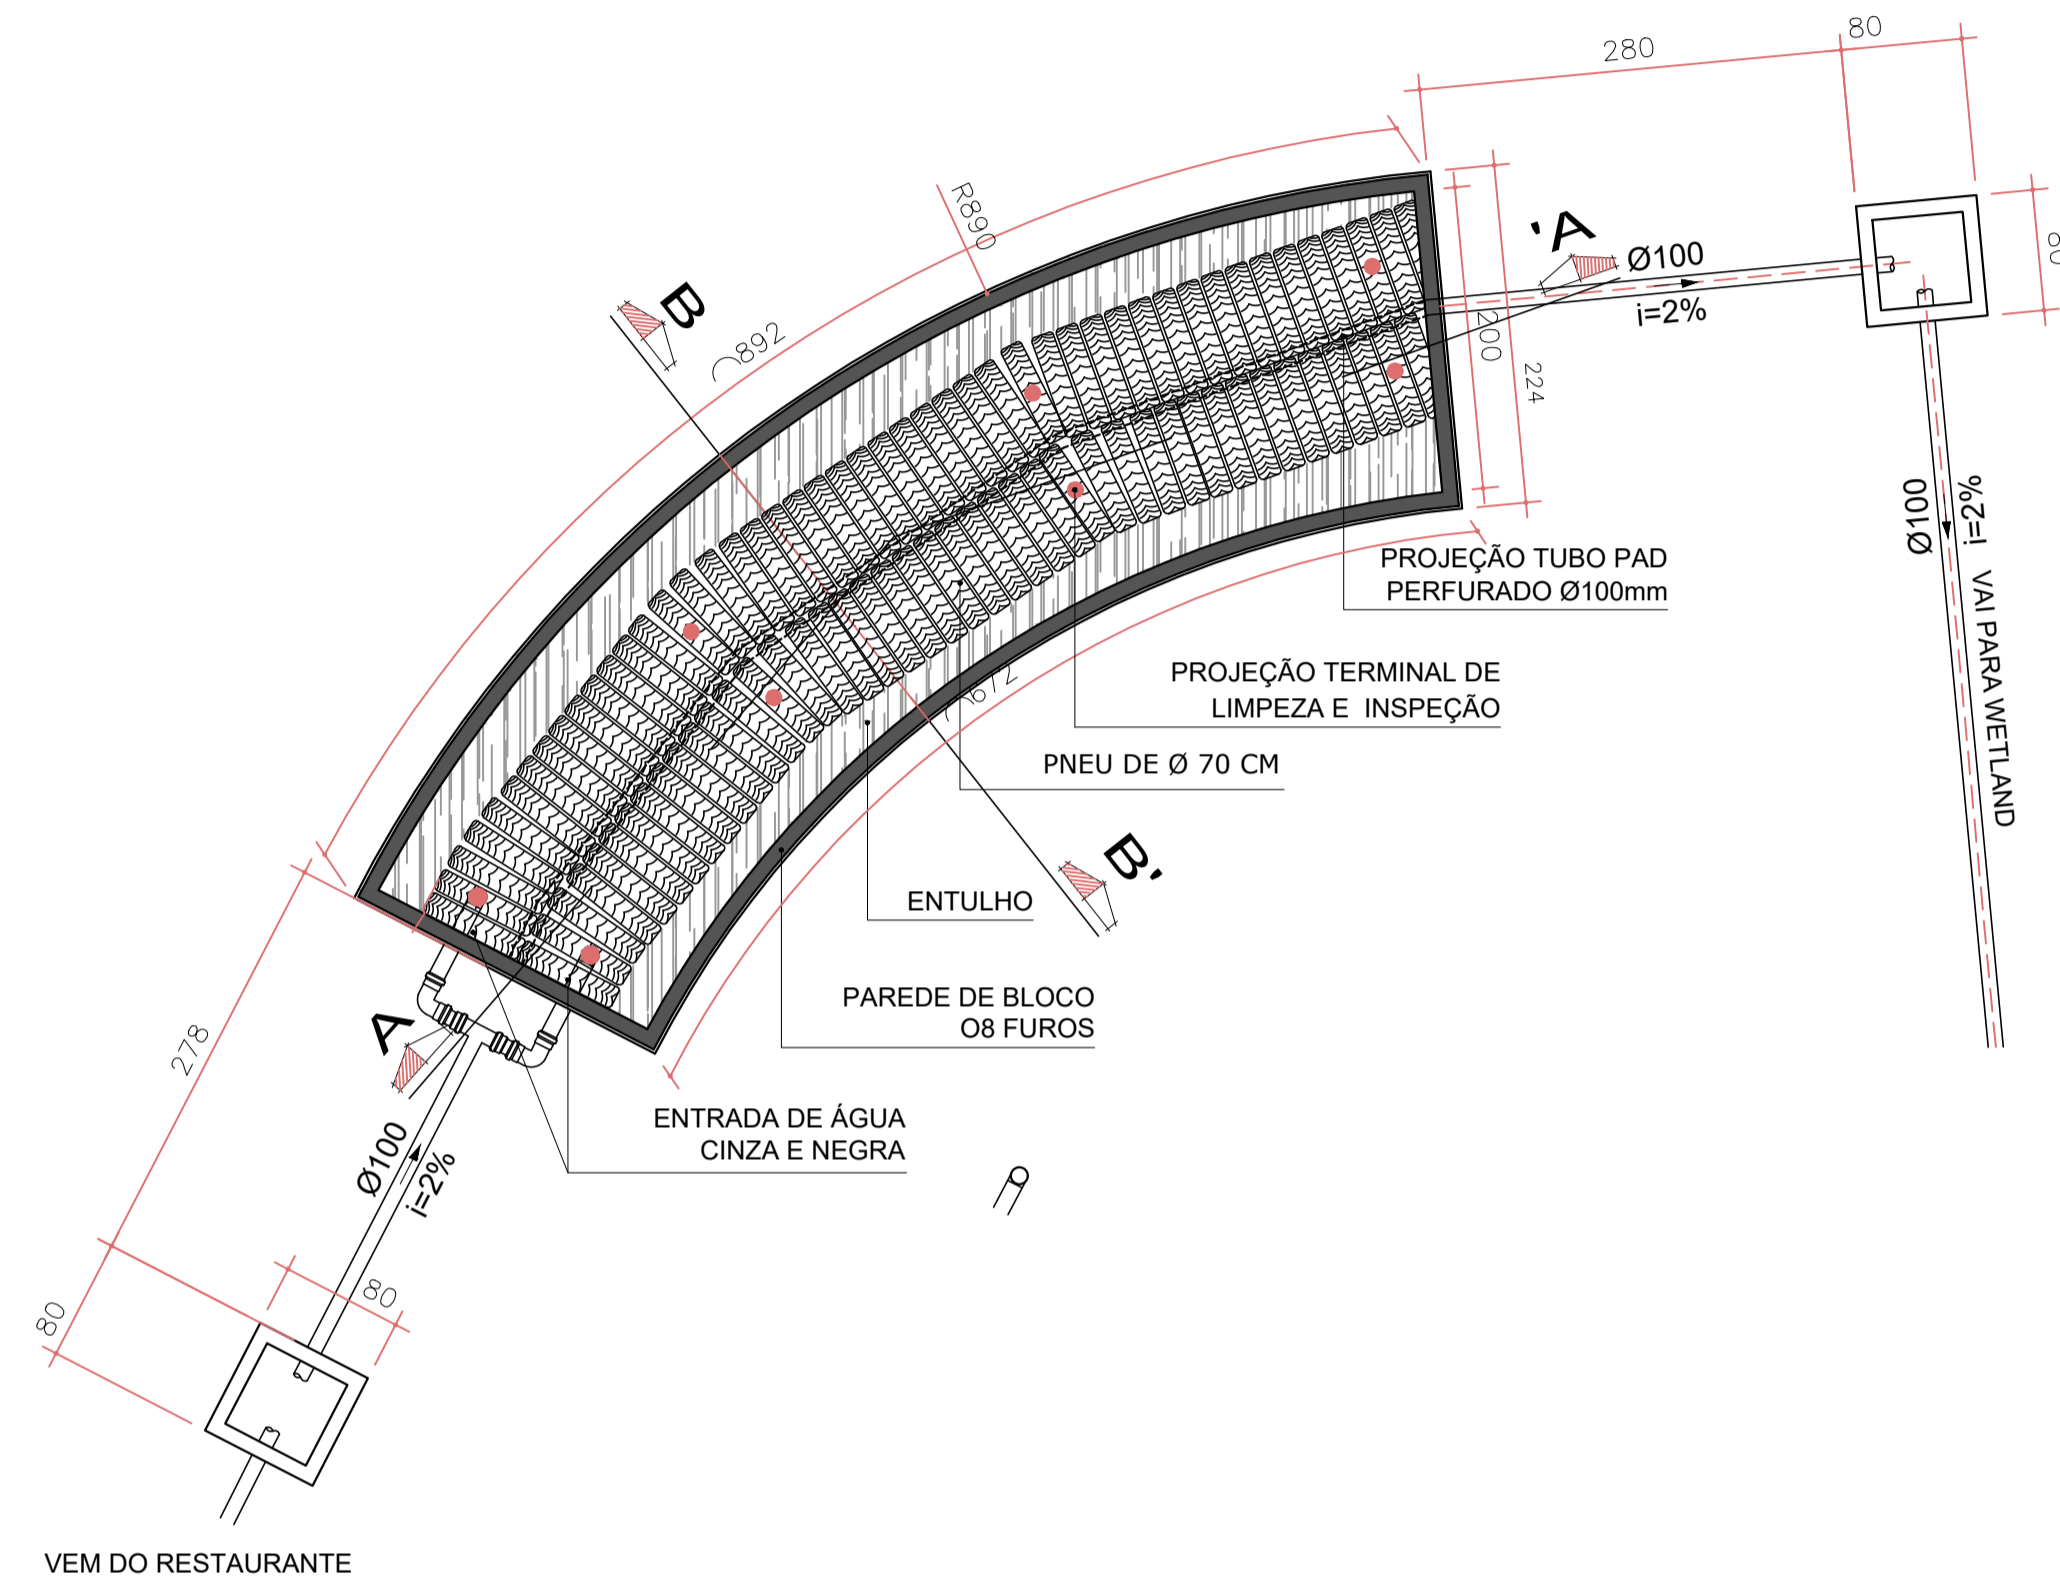 80
280
R890
A'
Ø100
i=2%
B
892
200
224
Ø100
i=2%
VAI PARA WETLAND
PROJEÇÃO TUBO PAD
PERFURADO Ø100mm
672
PROJEÇÃO TERMINAL DE
LIMPEZA E INSPEÇÃO
PNEU DE Ø 70 CM
B'
ENTULHO
PAREDE DE BLOCO
O8 FUROS
A
278
ENTRADA DE ÁGUA
CINZA E NEGRA
Ø100
i=2%
80
80
VEM DO RESTAURANTE